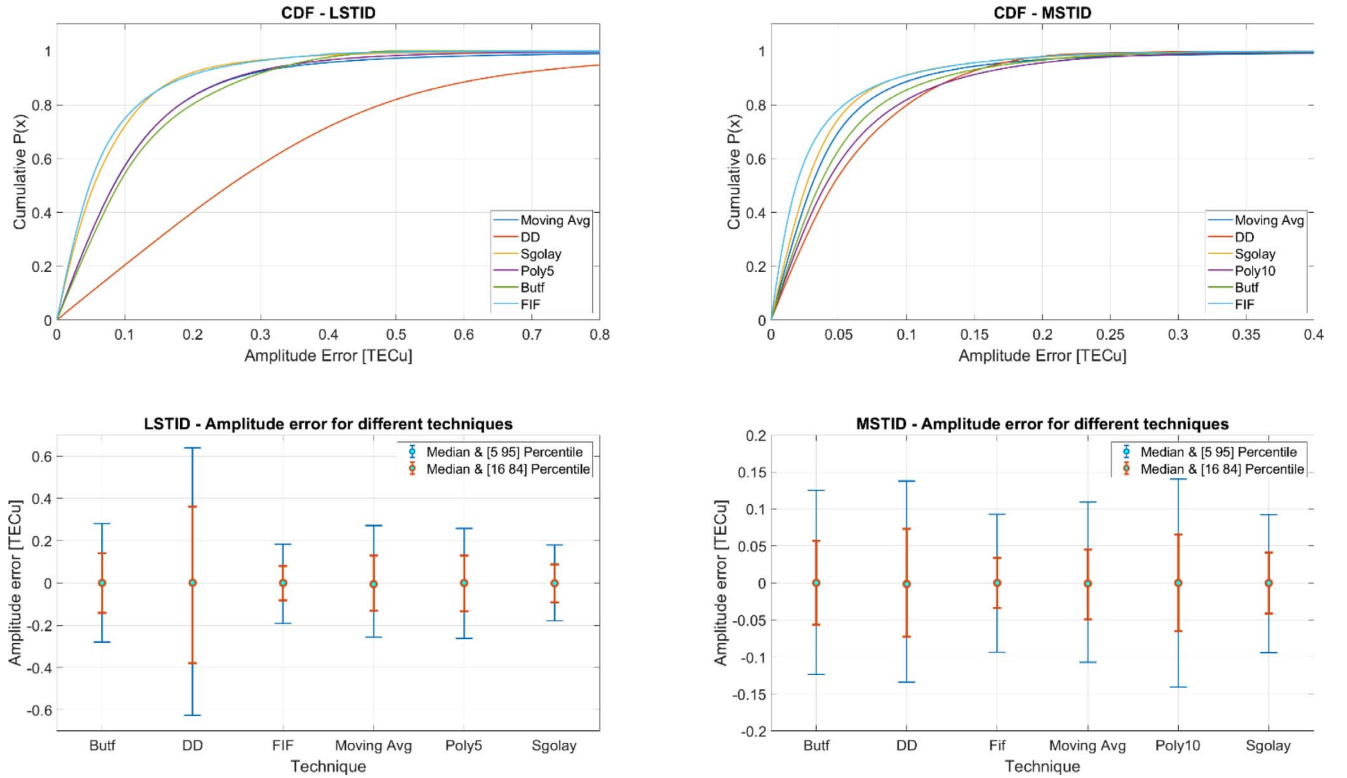 CDF - LSTID
Cumulative P(x)
1
0.8
0.6
0.4
0.2
0
0 0.1 0.2 0.3 0.4 0.5 0.6 0.7 0.8
Amplitude Error [TECu]
Moving Avg
DD
Sgolay
Poly5
Butf
FIF
CDF - MSTID
Cumulative P(x)
1
0.8
0.6
0.4
0.2
0
0 0.05 0.1 0.15 0.2 0.25 0.3 0.35 0.4
Amplitude Error [TECu]
Moving Avg
DD
Sgolay
Poly10
Butf
FIF
LSTID - Amplitude error for different techniques
Amplitude error [TECu]
0.6
0.4
0.2
0
-0.2
-0.4
-0.6
Median & [5 95] Percentile
Median & [16 84] Percentile
Butf DD FIF Moving Avg Poly5 Sgolay
Technique
MSTID - Amplitude error for different techniques
Amplitude error [TECu]
0.2
0.15
0.1
0.05
0
-0.05
-0.1
-0.15
-0.2
Median & [5 95] Percentile
Median & [16 84] Percentile
Butf DD Fif Moving Avg Poly10 Sgolay
Technique